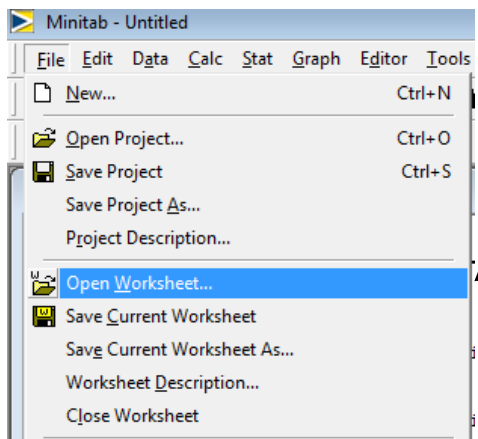 Minitab - Untitled
File Edit Data Calc Stat Graph Editor Tools
New... Ctrl+N
Open Project... Ctrl+O
Save Project Ctrl+S
Save Project As...
Project Description...
Open Worksheet...
Save Current Worksheet
Save Current Worksheet As...
Worksheet Description...
Close Worksheet